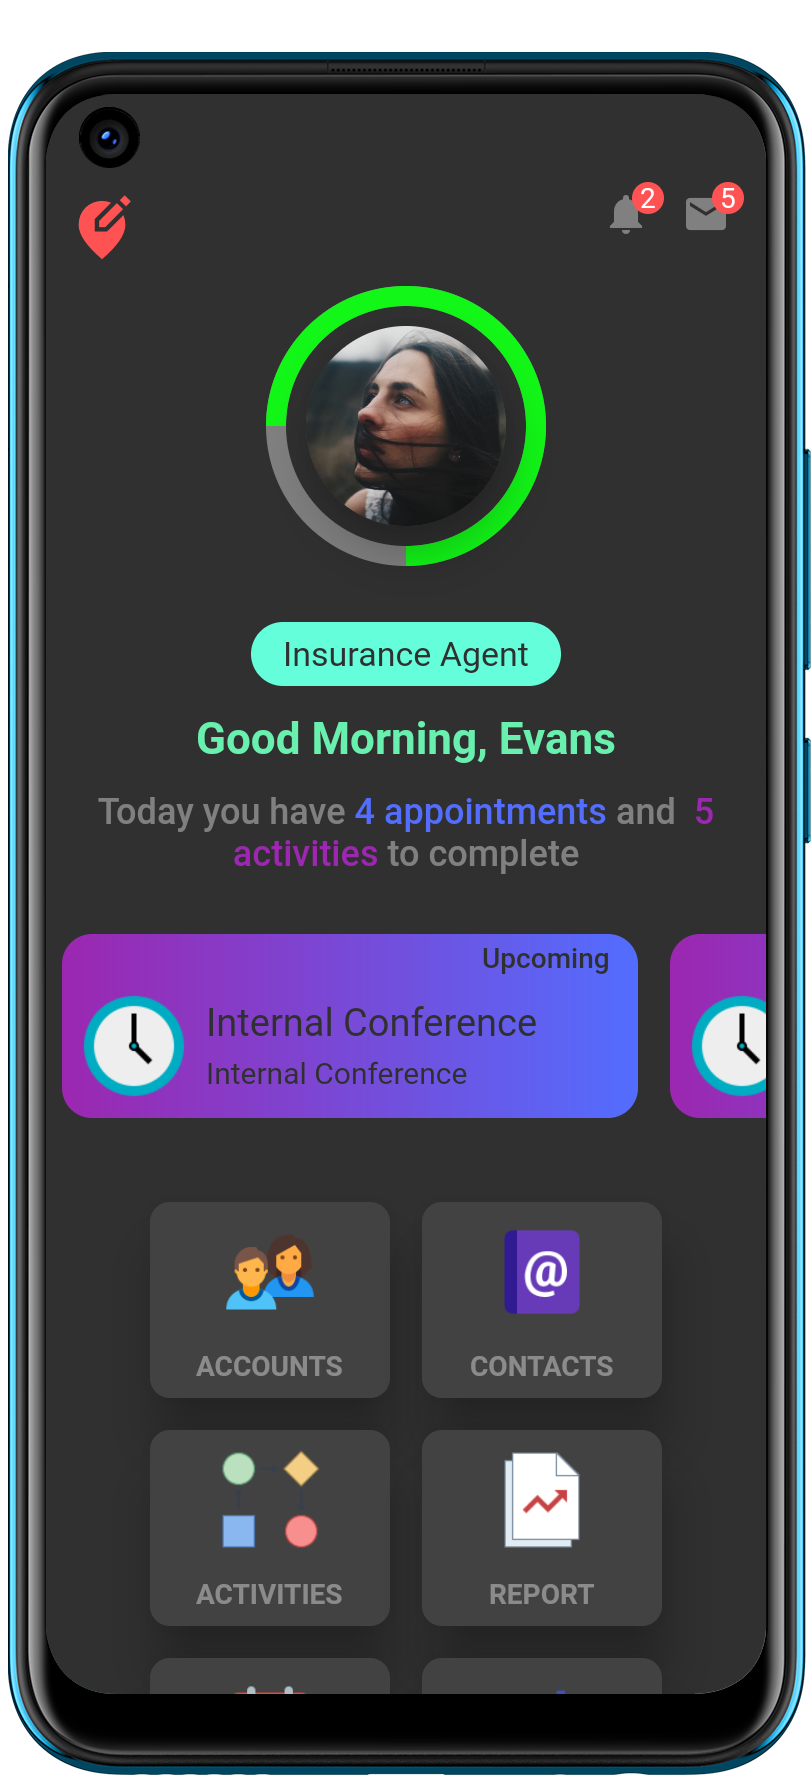 2 5
Insurance Agent
Good Morning, Evans
Today you have 4 appointments and 5
activities to complete
Upcoming
Internal Conference
Internal Conference
@
ACCOUNTS CONTACTS
ACTIVITIES REPORT